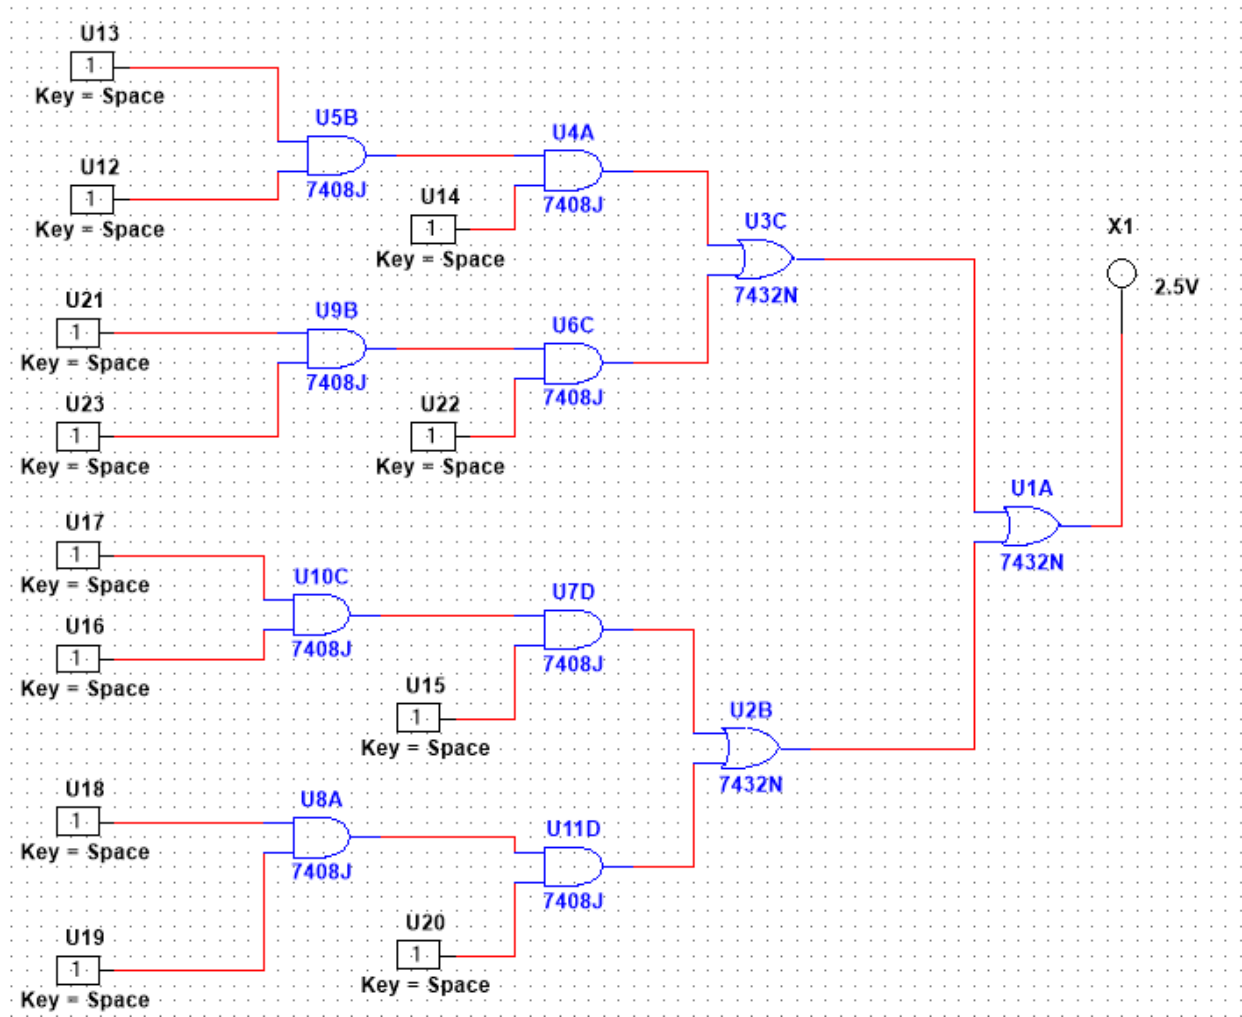 U13
1
Key = Space
U5B
7408J
U4A
7408J
U12
1
Key = Space
U14
1
Key = Space
U3C
7432N
X1
2.5V
U21
1
Key = Space
U9B
7408J
U6C
7408J
U23
1
Key = Space
U22
1
Key = Space
U1A
7432N
U17
1
Key = Space
U10C
7408J
U7D
7408J
U16
1
Key = Space
U15
1
Key = Space
U2B
7432N
U18
1
Key = Space
U8A
7408J
U11D
7408J
U19
1
Key = Space
U20
1
Key = Space